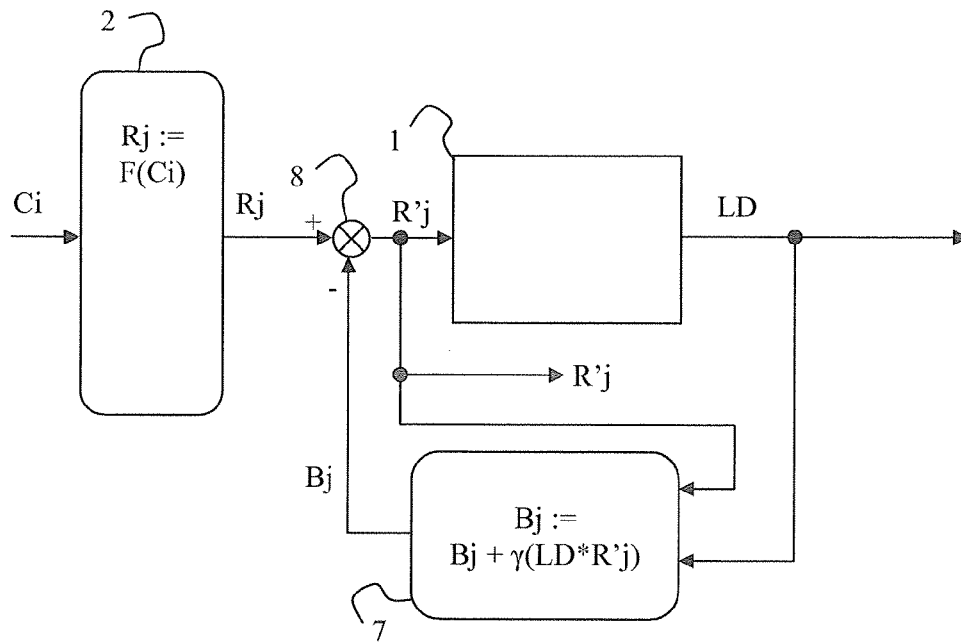 2
Rj :=
F(Ci)
Ci
Rj
8
+
-
R'j
1
LD
R'j
Bj
Bj :=
Bj + γ(LD*R'j)
7